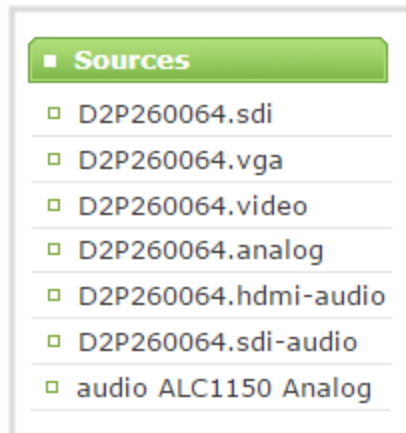 Sources
D2P260064.sdi
D2P260064.vga
D2P260064.video
D2P260064.analog
D2P260064.hdmi-audio
D2P260064.sdi-audio
audio ALC1150 Analog